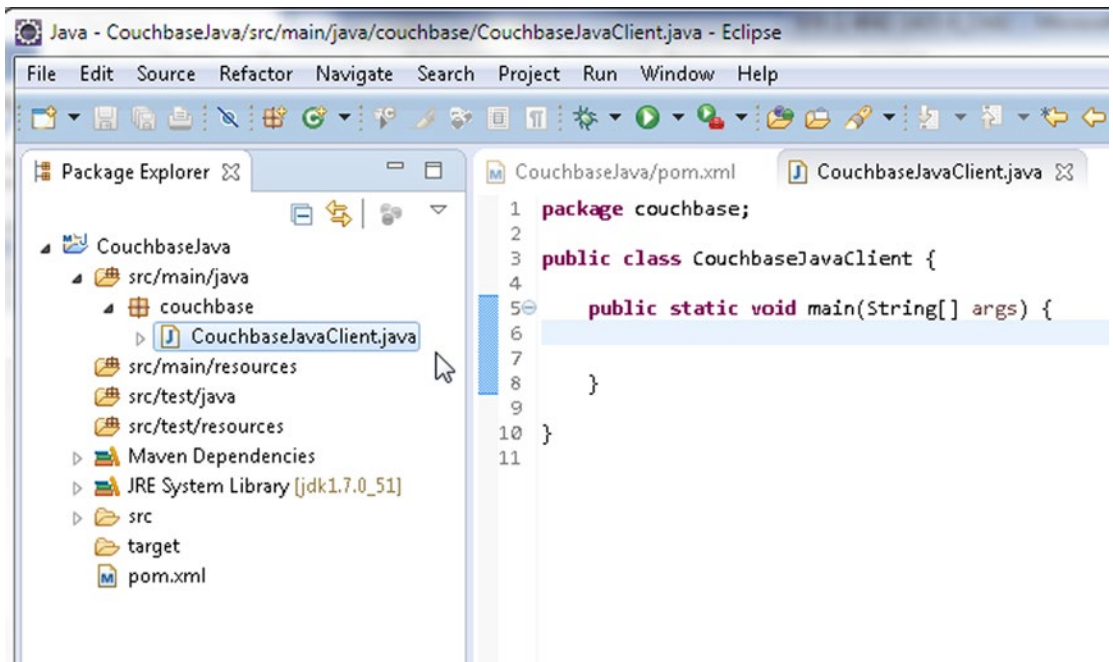 Java - CouchbaseJava/src/main/java/couchbase/CouchbaseJavaClient.java - Eclipse
File Edit Source Refactor Navigate Search Project Run Window Help
Package Explorer
CouchbaseJava
src/main/java
couchbase
CouchbaseJavaClient.java
src/main/resources
src/test/java
src/test/resources
Maven Dependencies
JRE System Library [jdk1.7.0_51]
src
target
pom.xml
CouchbaseJava/pom.xml CouchbaseJavaClient.java
1 package couchbase;
2
3 public class CouchbaseJavaClient {
4
5 public static void main(String[] args) {
6
7
8 }
9
10 }
11